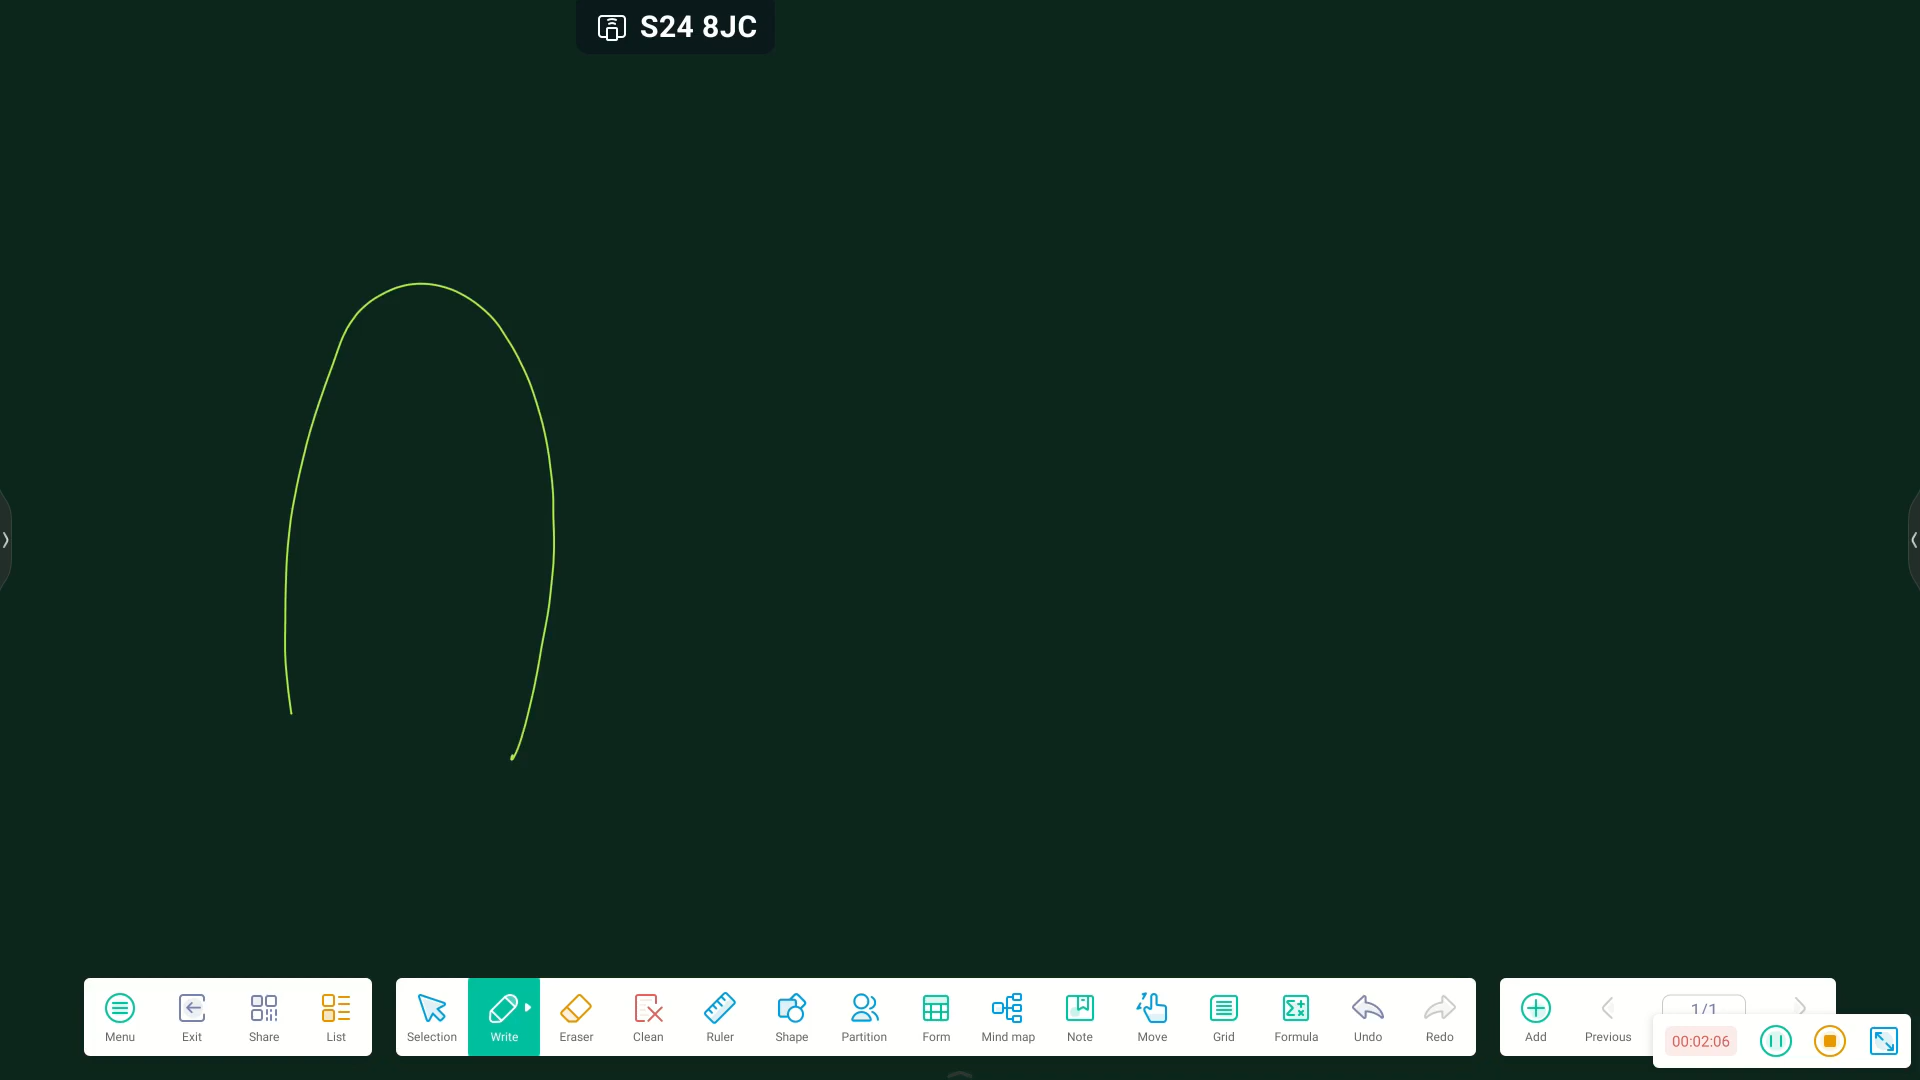 S24 8JC
Menu Exit Share List Selection Write Eraser Clean Ruler Shape Partition Form Mind map Note Move Grid Formula Undo Redo Add Previous 1/1
00:02:06